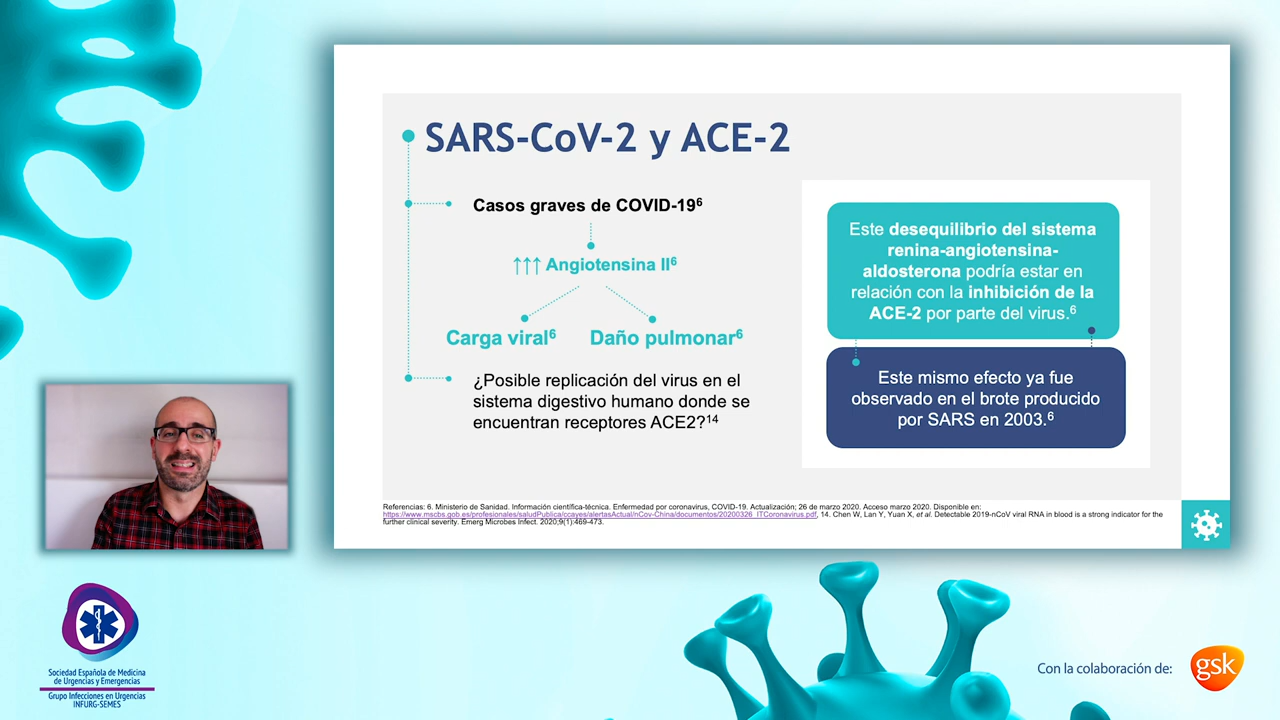 SARS-CoV-2 y ACE-2
Casos graves de COVID-19⁶
↑↑↑ Angiotensina II⁶
Carga viral⁶
Daño pulmonar⁶
¿Posible replicación del virus en el
sistema digestivo humano donde se
encuentran receptores ACE2?¹⁴
Este desequilibrio del sistema
renina-angiotensina-
aldosterona podría estar en
relación con la inhibición de la
ACE-2 por parte del virus.⁶
Este mismo efecto ya fue
observado en el brote producido
por SARS en 2003.⁶
Referencias: 6. Ministerio de Sanidad. Información científica-técnica. Enfermedad por coronavirus, COVID-19. Actualización; 26 de marzo 2020. Acceso marzo 2020. Disponible en:
https://www.mscbs.gob.es/profesionales/saludPublica/ccayes/alertasActual/nCov-China/documentos/20200326_ITCoronavirus.pdf, 14. Chen W, Lan Y, Yuan X, et al. Detectable 2019-nCoV viral RNA in blood is a strong indicator for the
further clinical severity. Emerg Microbes Infect. 2020;9(1):469-473.
Sociedad Española de Medicina
de Urgencias y Emergencias
Grupo Infecciones en Urgencias
INFURG-SEMES
Con la colaboración de:
gsk